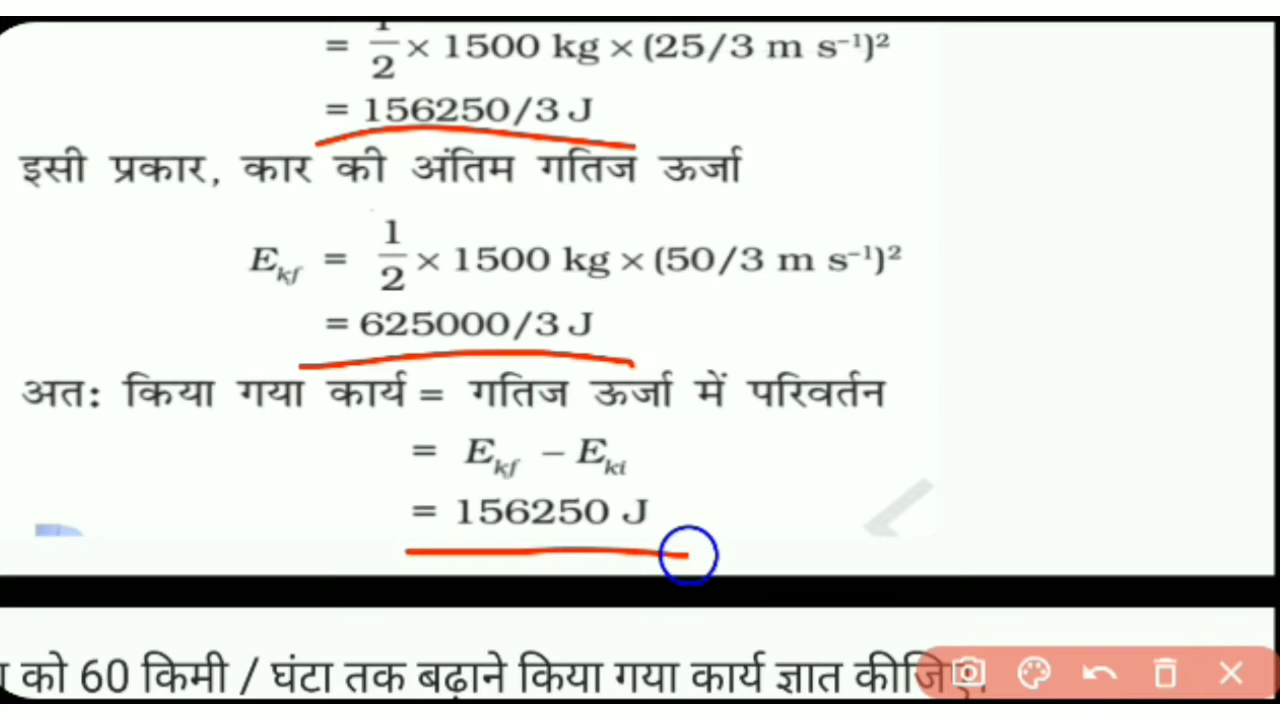 = 1/2 × 1500 kg × (25/3 m s⁻¹)²
= 156250/3 J
इसी प्रकार, कार की अंतिम गतिज ऊर्जा
E_kf = 1/2 × 1500 kg × (50/3 m s⁻¹)²
= 625000/3 J
अत: किया गया कार्य = गतिज ऊर्जा में परिवर्तन
= E_kf – E_ki
= 156250 J
को 60 किमी / घंटा तक बढ़ाने किया गया कार्य ज्ञात कीजिए.